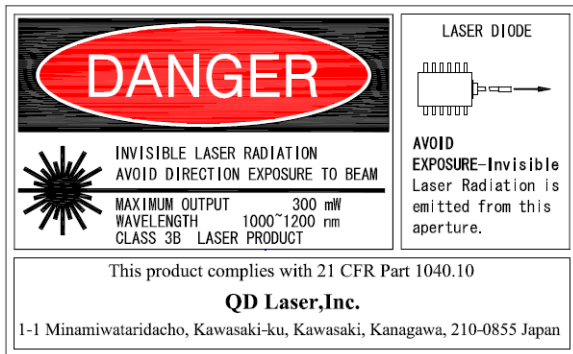 DANGER
INVISIBLE LASER RADIATION
AVOID DIRECTION EXPOSURE TO BEAM
MAXIMUM OUTPUT 300 mW
WAVELENGTH 1000~1200 nm
CLASS 3B LASER PRODUCT
LASER DIODE
AVOID
EXPOSURE-Invisible
Laser Radiation is
emitted from this
aperture.
This product complies with 21 CFR Part 1040.10
QD Laser,Inc.
1-1 Minamiwataridacho, Kawasaki-ku, Kawasaki, Kanagawa, 210-0855 Japan